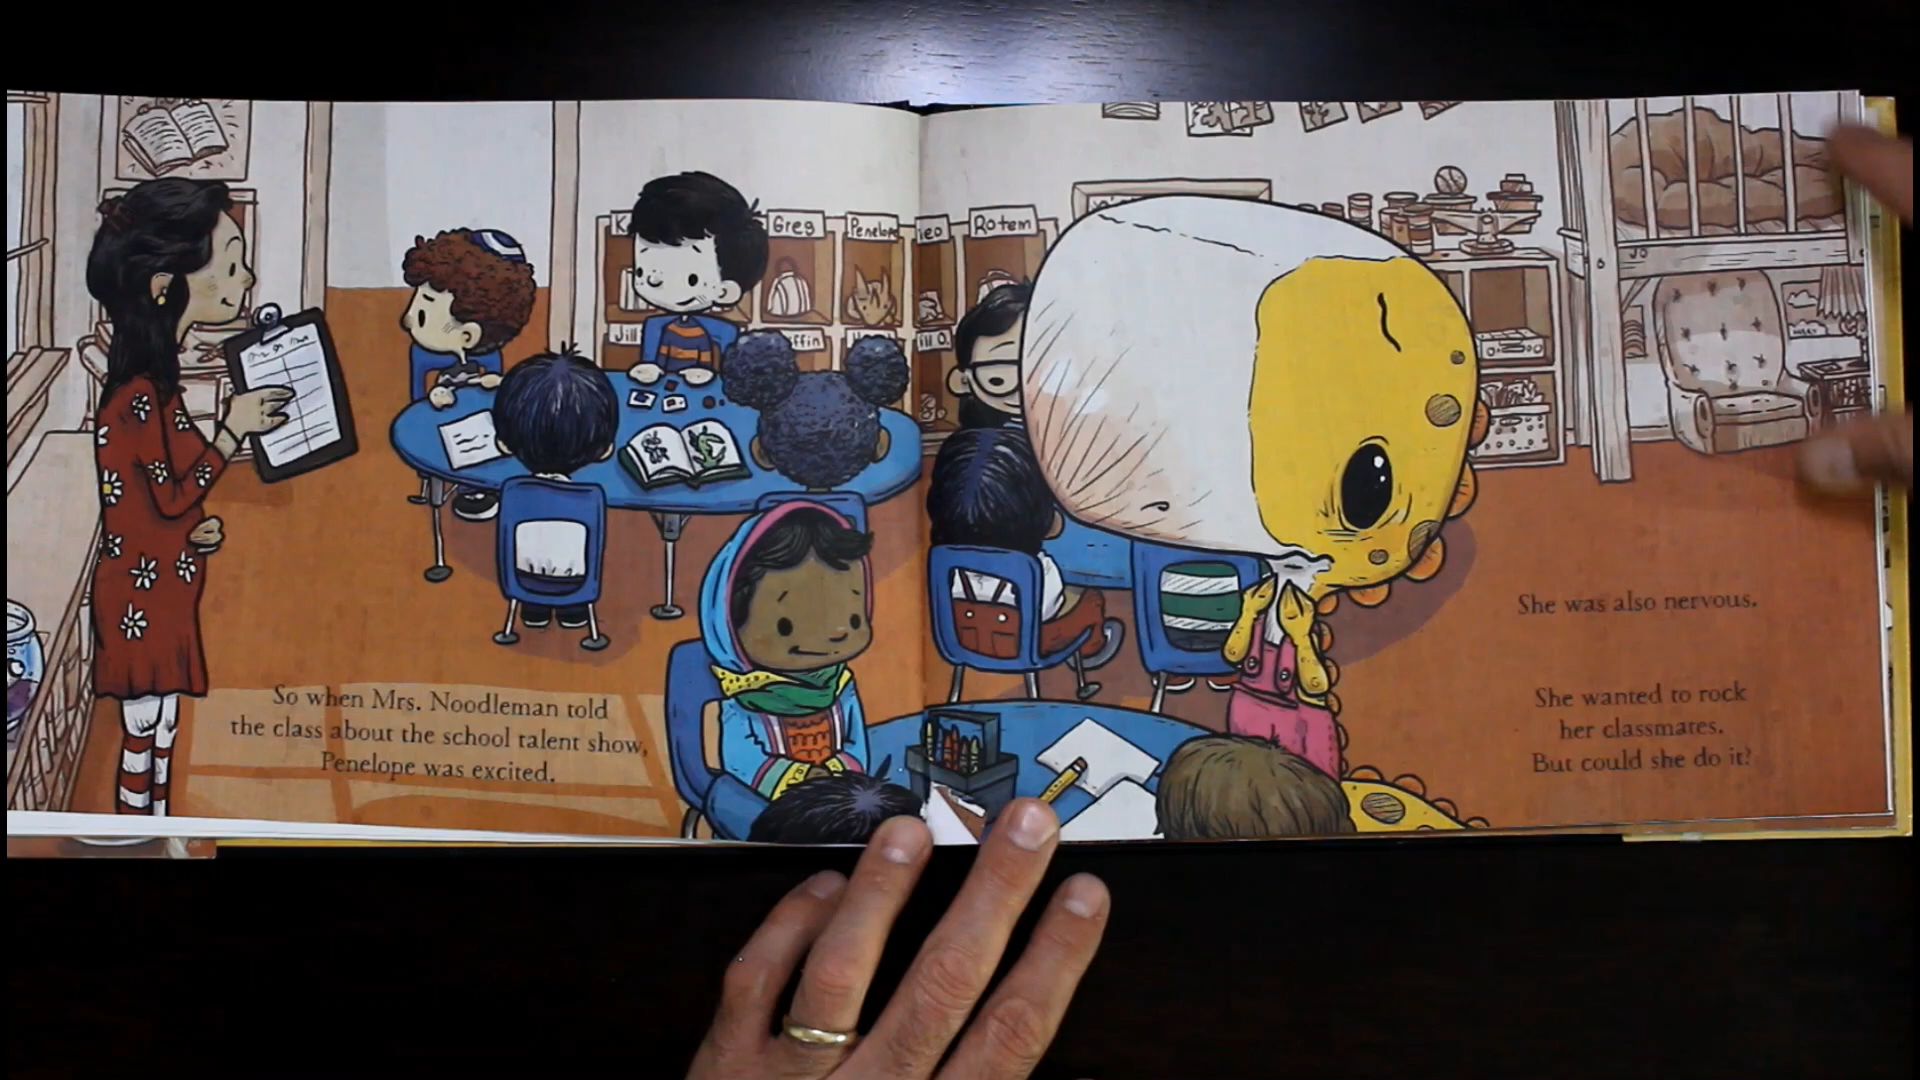 So when Mrs. Noodleman told
the class about the school talent show,
Penelope was excited.
Greg
Penelope
Rotem
She was also nervous.
She wanted to rock
her classmates.
But could she do it?